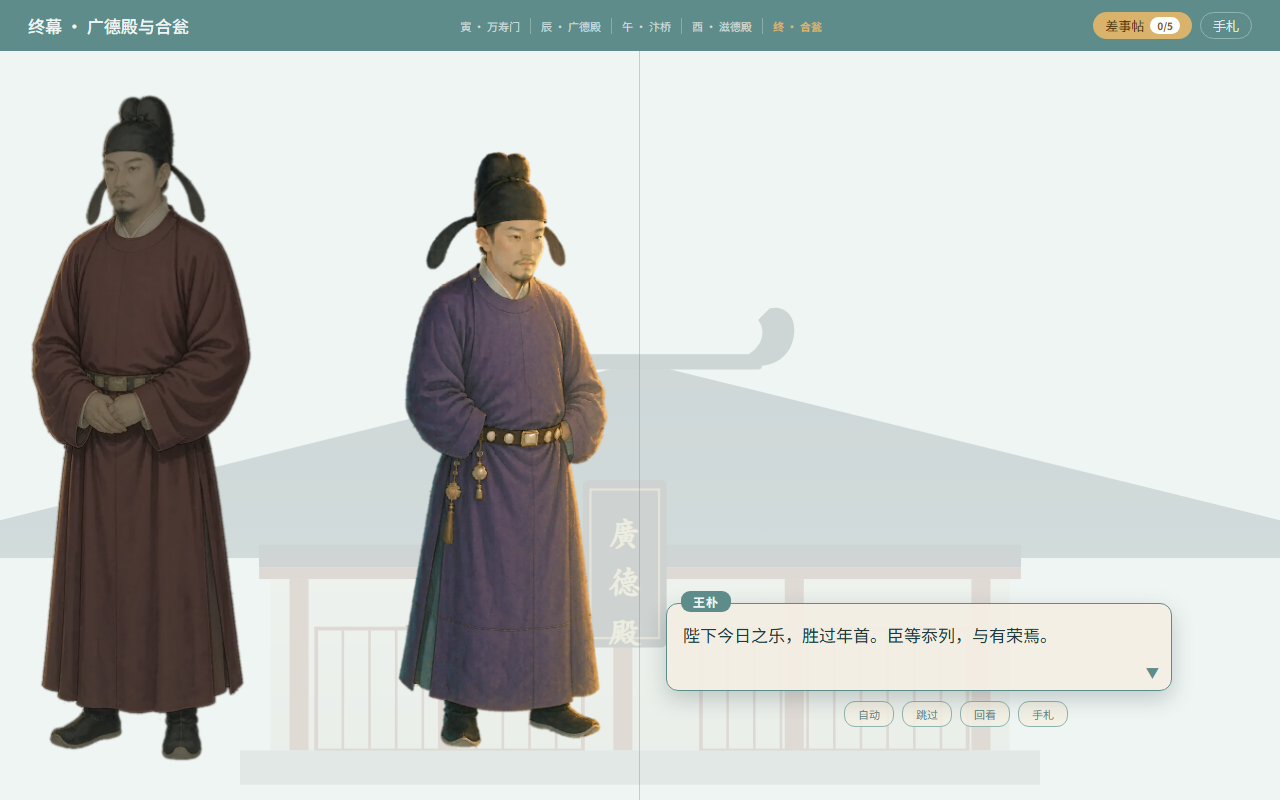 终幕 · 广德殿与合瓮
寅 · 万寿门
辰 · 广德殿
午 · 汴桥
酉 · 滋德殿
终 · 合瓮
差事帖 0/5
手札
廣德殿
王朴
陛下今日之乐，胜过年首。臣等忝列，与有荣焉。
自动
跳过
回看
手札